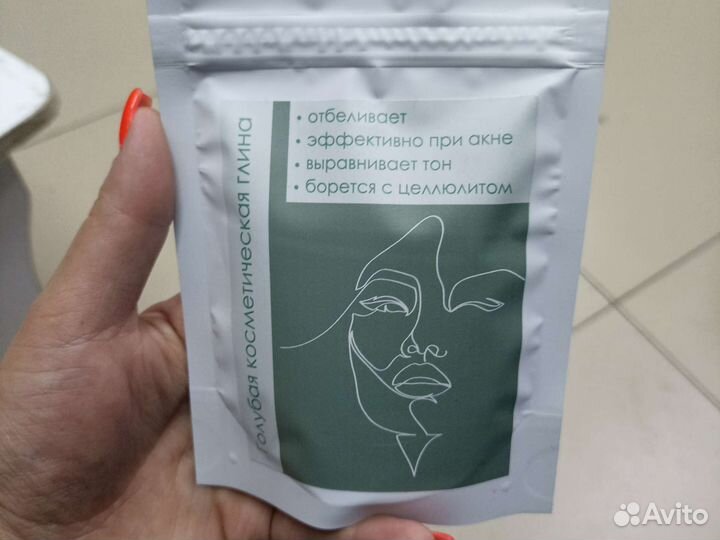 • отбеливает
• эффективно при акне
• выравнивает тон
• борется с целлюлитом
Голубая косметическая глина
Avito